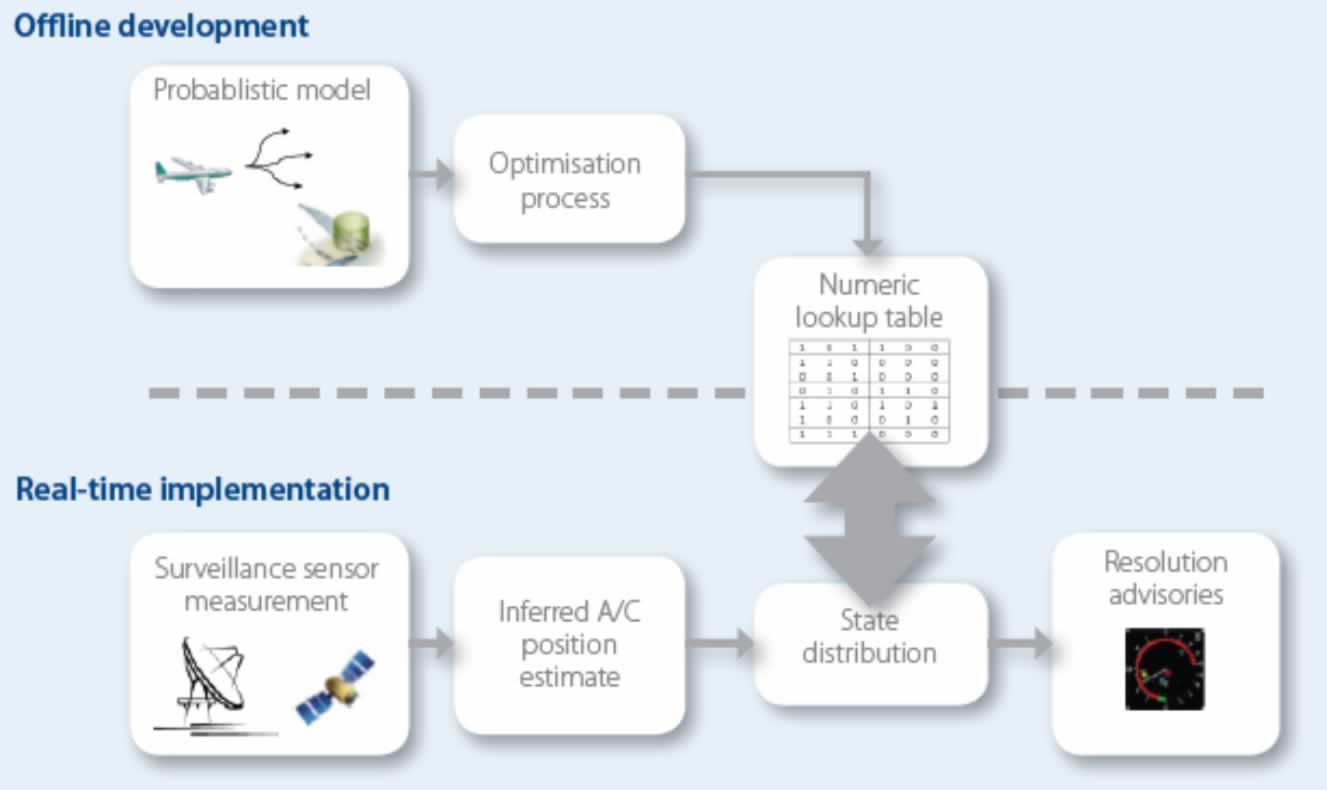 Offline development
Probablistic model
Optimisation
process
Numeric
lookup table
Real-time implementation
Surveillance sensor
measurement
Inferred A/C
position
estimate
State
distribution
Resolution
advisories